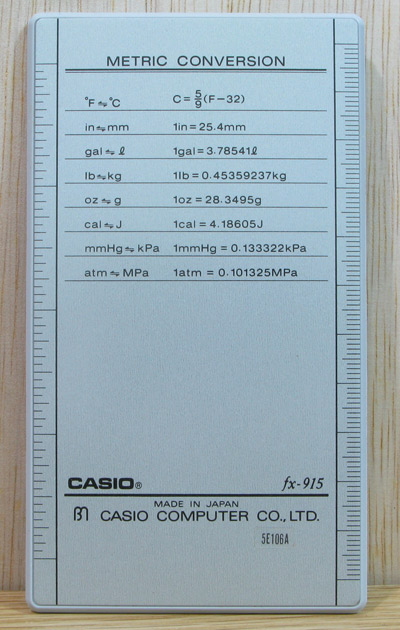 METRIC CONVERSION
°F⇋°C C=5/9(F-32)
in⇋mm 1in=25.4mm
gal⇋ℓ 1gal=3.78541ℓ
lb⇋kg 1lb=0.45359237kg
oz⇋g 1oz=28.3495g
cal⇋J 1cal=4.18605J
mmHg⇋kPa 1mmHg=0.133322kPa
atm⇋MPa 1atm=0.101325MPa
CASIO® fx-915
MADE IN JAPAN
CASIO COMPUTER CO.,LTD.
5E106A